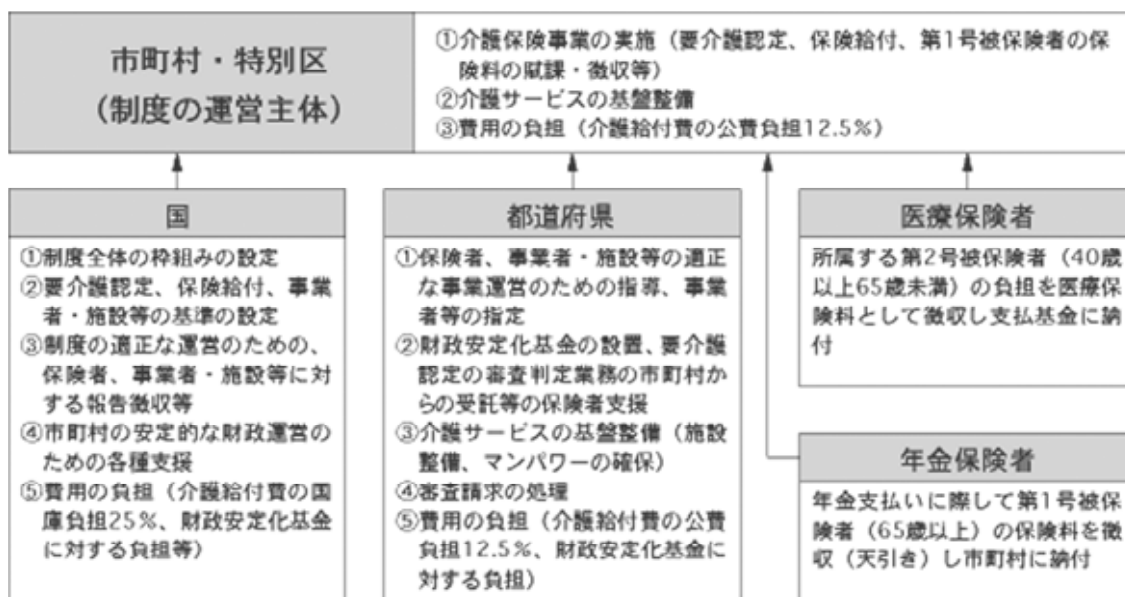 市町村・特別区
（制度の運営主体）
①介護保険事業の実施（要介護認定、保険給付、第1号被保険者の保
険料の賦課・徴収等）
②介護サービスの基盤整備
③費用の負担（介護給付費の公費負担12.5％）
国
①制度全体の枠組みの設定
②要介護認定、保険給付、事業
者・施設等の基準の設定
③制度の適正な運営のための、
保険者、事業者・施設等に対
する報告徴収等
④市町村の安定的な財政運営の
ための各種支援
⑤費用の負担（介護給付費の国
庫負担25％、財政安定化基金
に対する負担等）
都道府県
①保険者、事業者・施設等の適正
な事業運営のための指導、事業
者等の指定
②財政安定化基金の設置、要介護
認定の審査判定業務の市町村か
らの受託等の保険者支援
③介護サービスの基盤整備（施設
整備、マンパワーの確保）
④審査請求の処理
⑤費用の負担（介護給付費の公費
負担12.5％、財政安定化基金に
対する負担）
医療保険者
所属する第2号被保険者（40歳
以上65歳未満）の負担を医療保
険料として徴収し支払基金に納
付
年金保険者
年金支払いに際して第1号被保
険者（65歳以上）の保険料を徴
収（天引き）し市町村に納付